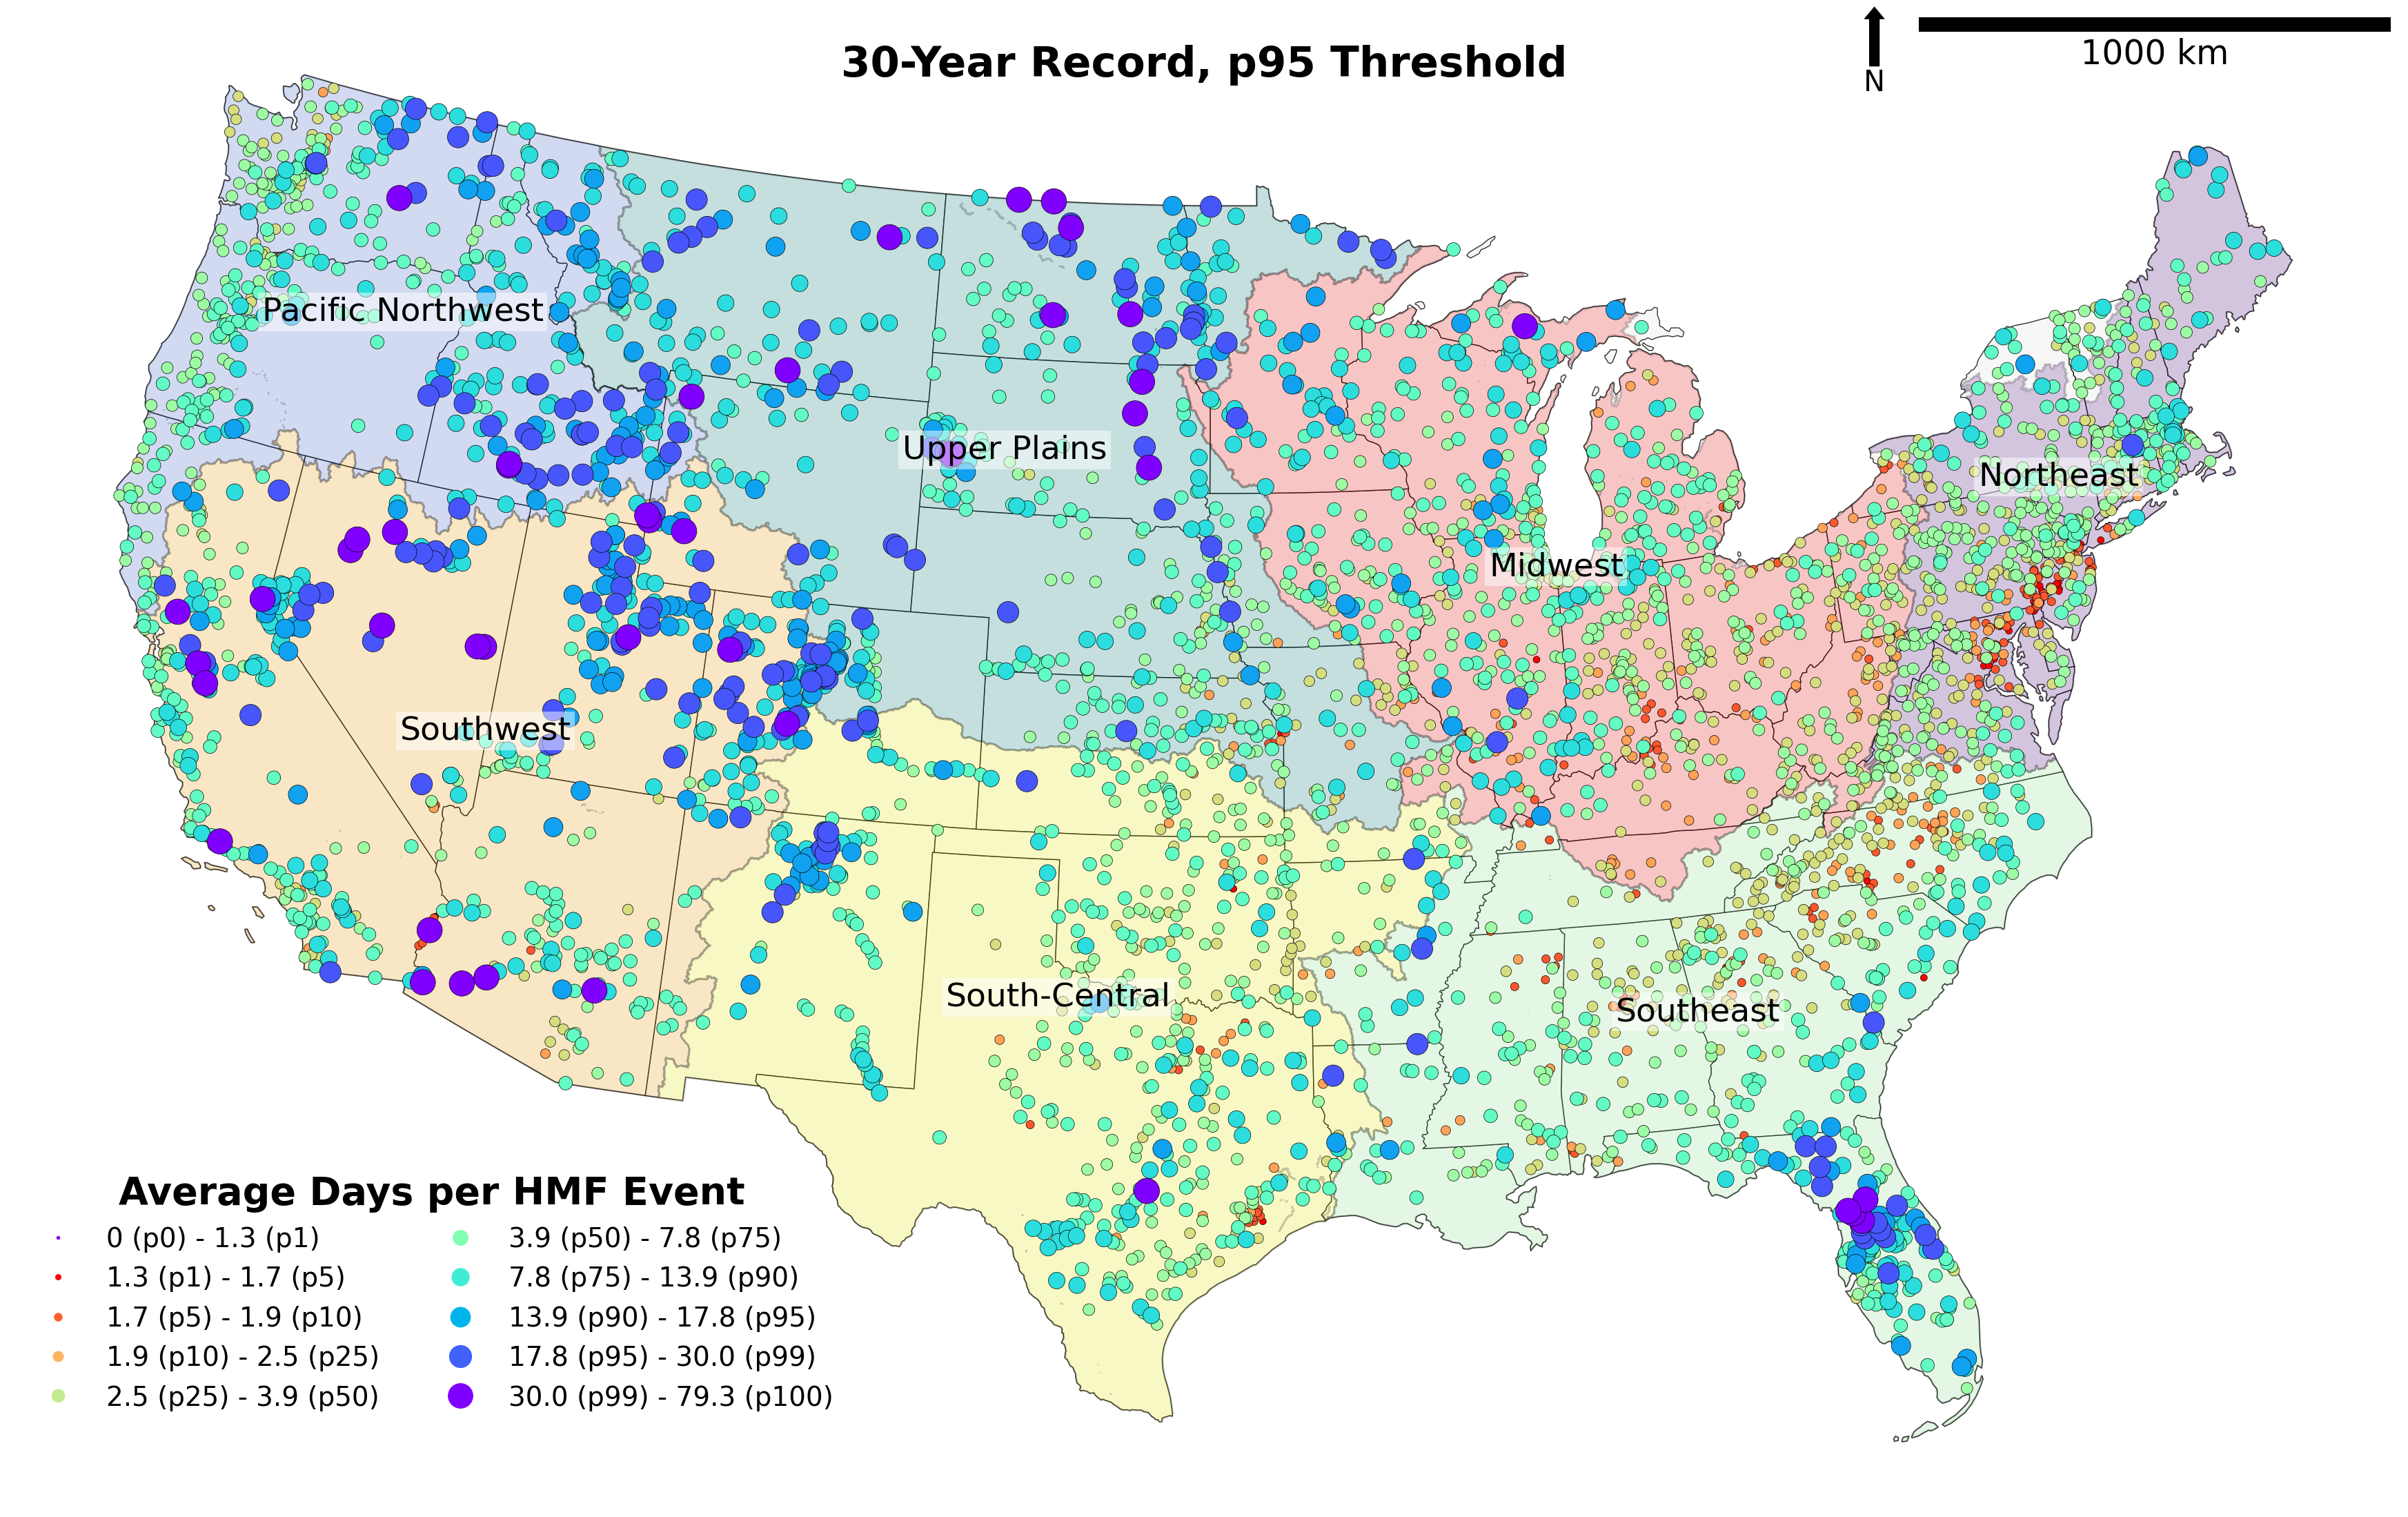 30-Year Record, p95 Threshold
N
1000 km
Pacific Northwest
Upper Plains
Northeast
Midwest
Southwest
South-Central
Southeast
Average Days per HMF Event
0 (p0) - 1.3 (p1)
1.3 (p1) - 1.7 (p5)
1.7 (p5) - 1.9 (p10)
1.9 (p10) - 2.5 (p25)
2.5 (p25) - 3.9 (p50)
3.9 (p50) - 7.8 (p75)
7.8 (p75) - 13.9 (p90)
13.9 (p90) - 17.8 (p95)
17.8 (p95) - 30.0 (p99)
30.0 (p99) - 79.3 (p100)